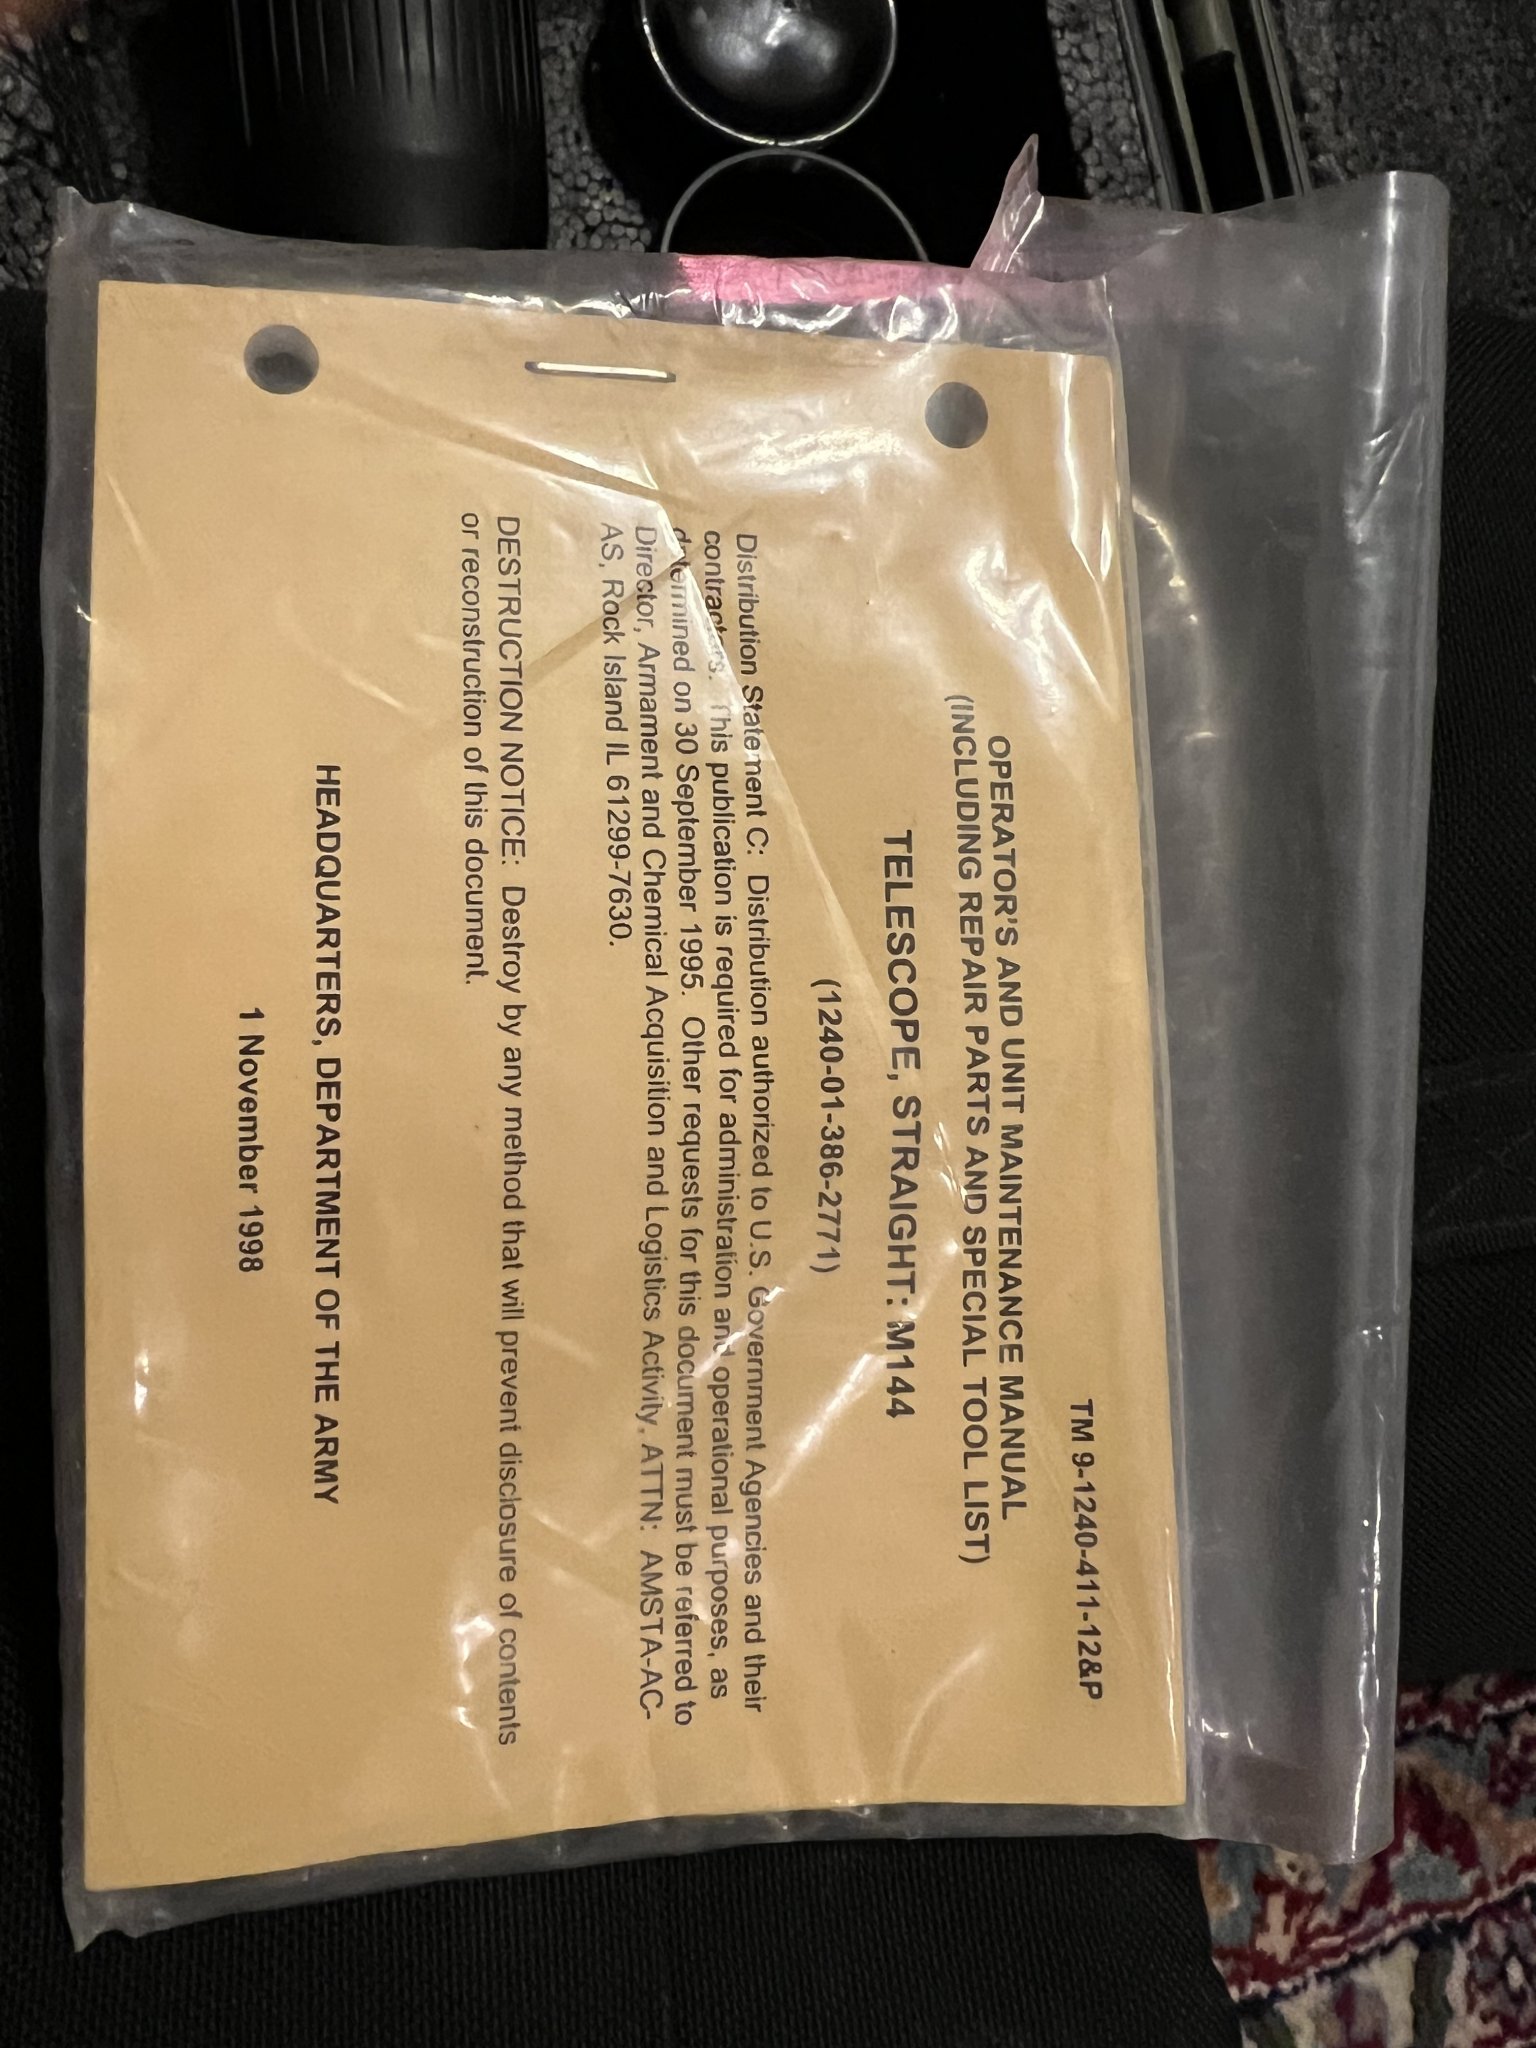 TM 9-1240-411-12&P
OPERATOR'S AND UNIT MAINTENANCE MANUAL
(INCLUDING REPAIR PARTS AND SPECIAL TOOL LIST)
TELESCOPE, STRAIGHT: M144
(1240-01-386-2771)
Distribution Statement C: Distribution authorized to U.S. Government Agencies and their
contractors. This publication is required for administration and operational purposes, as
determined on 30 September 1995. Other requests for this document must be referred to
Director, Armament and Chemical Acquisition and Logistics Activity, ATTN: AMSTA-AC-
AS, Rock Island IL 61299-7630.
DESTRUCTION NOTICE: Destroy by any method that will prevent disclosure of contents
or reconstruction of this document.
HEADQUARTERS, DEPARTMENT OF THE ARMY
1 November 1998